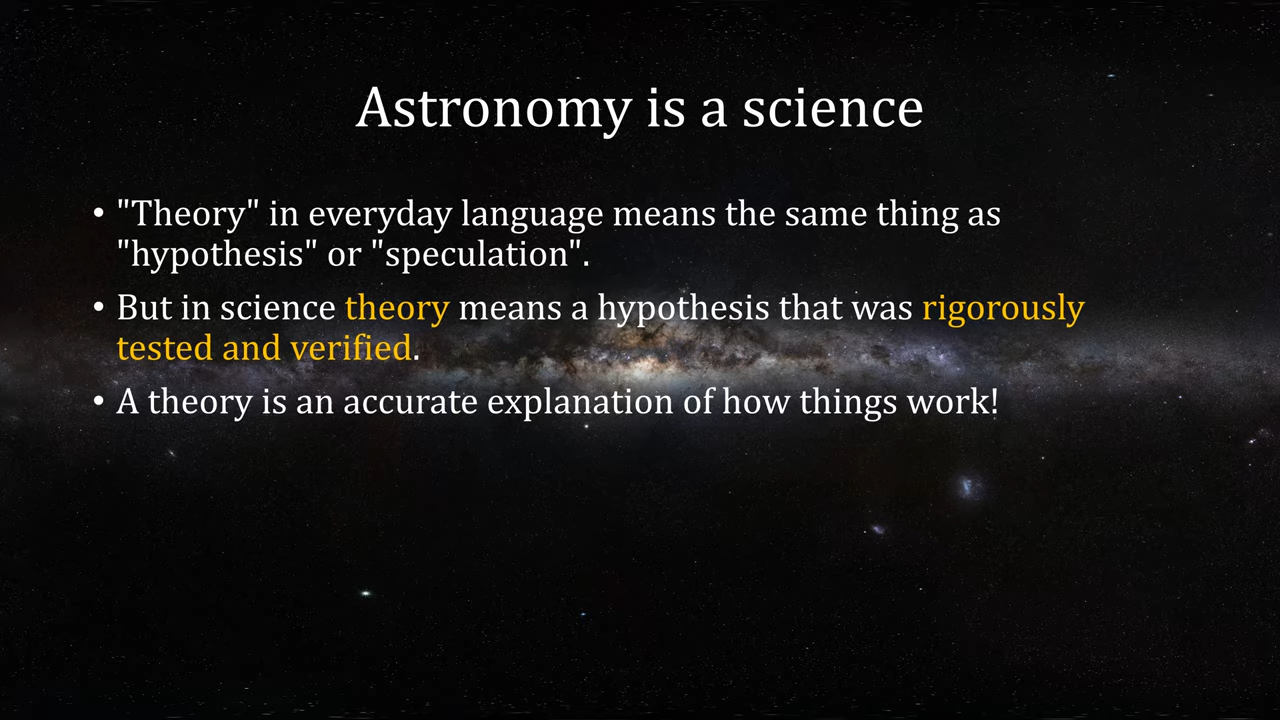 Astronomy is a science
• "Theory" in everyday language means the same thing as
"hypothesis" or "speculation".
• But in science theory means a hypothesis that was rigorously
tested and verified.
• A theory is an accurate explanation of how things work!